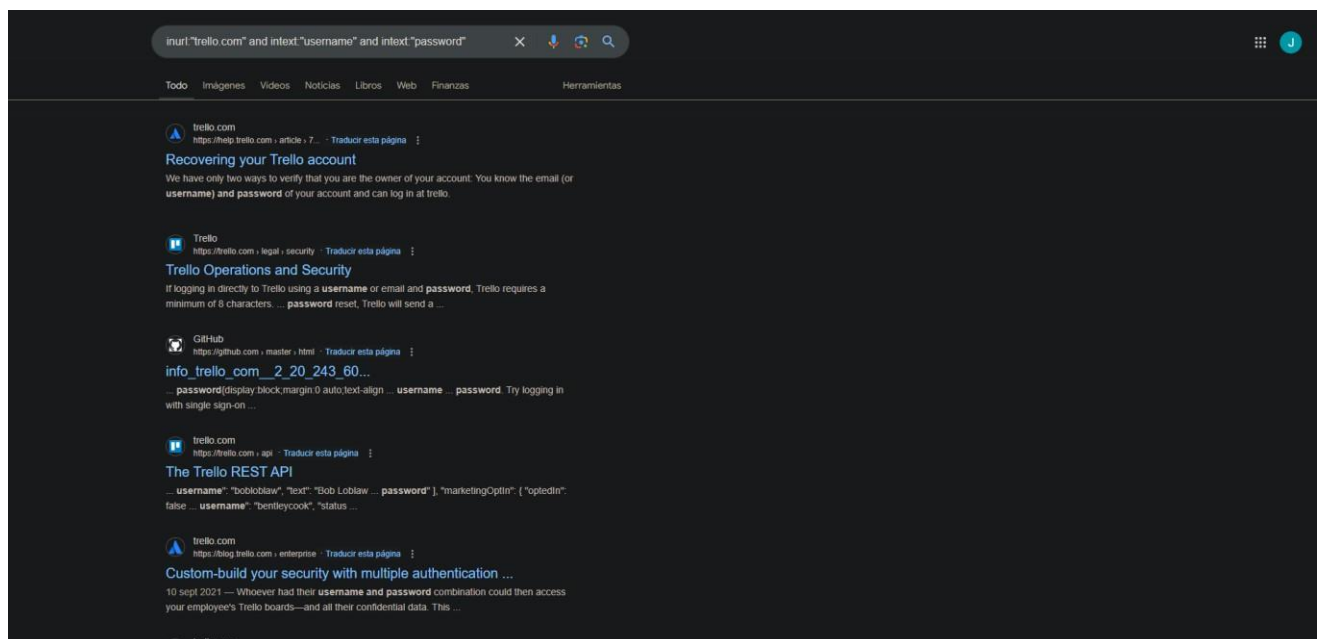 inurl:"trello.com" and intext:"username" and intext:"password"
J
Todo Imágenes Videos Noticias Libros Web Finanzas Herramientas
trello.com
https://help.trello.com › article › 7... · Traducir esta página
Recovering your Trello account
We have only two ways to verify that you are the owner of your account: You know the email (or
username) and password of your account and can log in at trello.
Trello
https://trello.com › legal › security · Traducir esta página
Trello Operations and Security
If logging in directly to Trello using a username or email and password, Trello requires a
minimum of 8 characters. ... password reset, Trello will send a ...
GitHub
https://github.com › master › html · Traducir esta página
info_trello_com__2_20_243_60...
... password{display:block;margin:0 auto;text-align ... username ... password. Try logging in
with single sign-on ...
trello.com
https://trello.com › api · Traducir esta página
The Trello REST API
... username": "bobloblaw", "text": "Bob Loblaw ... password" }, "marketingOptIn": { "optedIn":
false ... username": "bentleycook", "status ...
trello.com
https://blog.trello.com › enterprise · Traducir esta página
Custom-build your security with multiple authentication ...
10 sept 2021 — Whoever had their username and password combination could then access
your employee's Trello boards—and all their confidential data. This ...